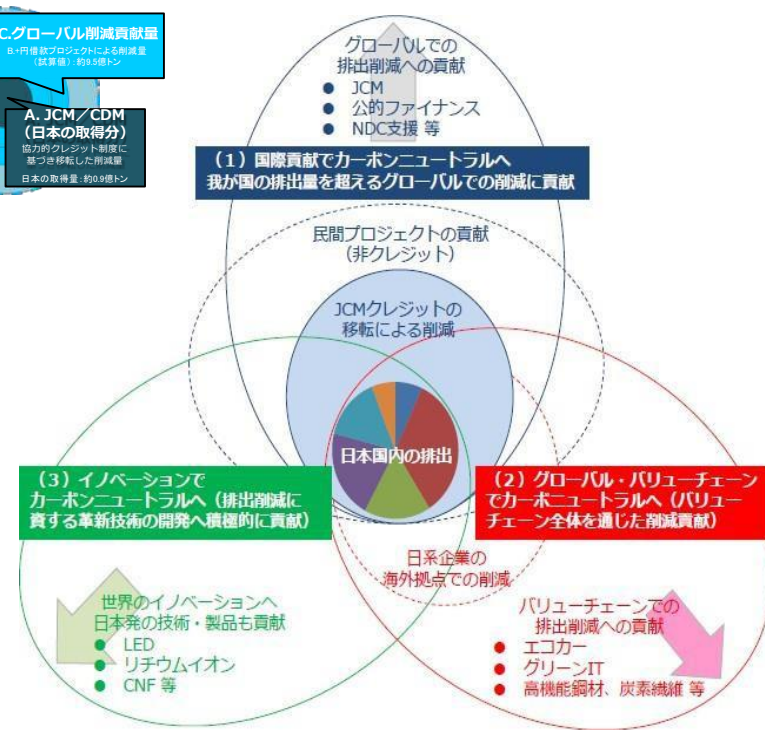 C.グローバル削減貢献量
B.+円借款プロジェクトによる削減量
（試算値）：約9.5億トン
A. JCM／CDM
（日本の取得分）
協力的クレジット制度に
基づき移転した削減量
日本の取得量：約0.9億トン
グローバルでの
排出削減への貢献
● JCM
● 公的ファイナンス
● NDC支援 等
（１）国際貢献でカーボンニュートラルへ
我が国の排出量を超えるグローバルでの削減に貢献
民間プロジェクトの貢献
（非クレジット）
JCMクレジットの
移転による削減
日本国内の排出
（３）イノベーションで
カーボンニュートラルへ（排出削減に
資する革新技術の開発へ積極的に貢献）
（２）グローバル・バリューチェーン
でカーボニュートラルへ（バリュー
チェーン全体を通じた削減貢献）
日系企業の
海外拠点での削減
世界のイノベーションへ
日本発の技術・製品も貢献
● LED
● リチウムイオン
● CNF 等
バリューチェーンでの
排出削減への貢献
● エコカー
● グリーンIT
● 高機能鋼材、炭素繊維 等